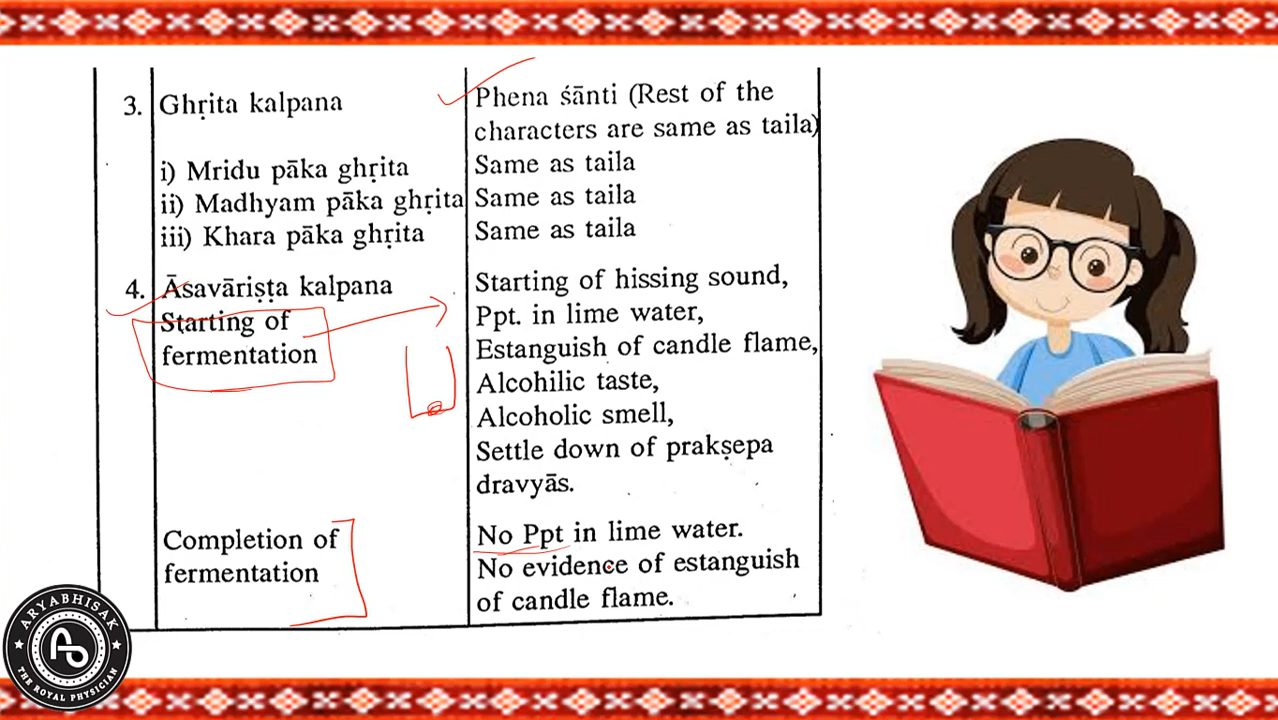 3. Ghṛita kalpana Phena śānti (Rest of the
characters are same as taila)
i) Mridu pāka ghṛita Same as taila
ii) Madhyam pāka ghṛita Same as taila
iii) Khara pāka ghṛita Same as taila
4. Āsavāriṣṭa kalpana Starting of hissing sound,
Starting of Ppt. in lime water,
fermentation Estanguish of candle flame,
Alcohilic taste,
Alcoholic smell,
Settle down of prakṣepa
dravyās.
Completion of No Ppt in lime water.
fermentation No evidence of estanguish
of candle flame.
ARYABHISAK
THE ROYAL PHYSICIAN